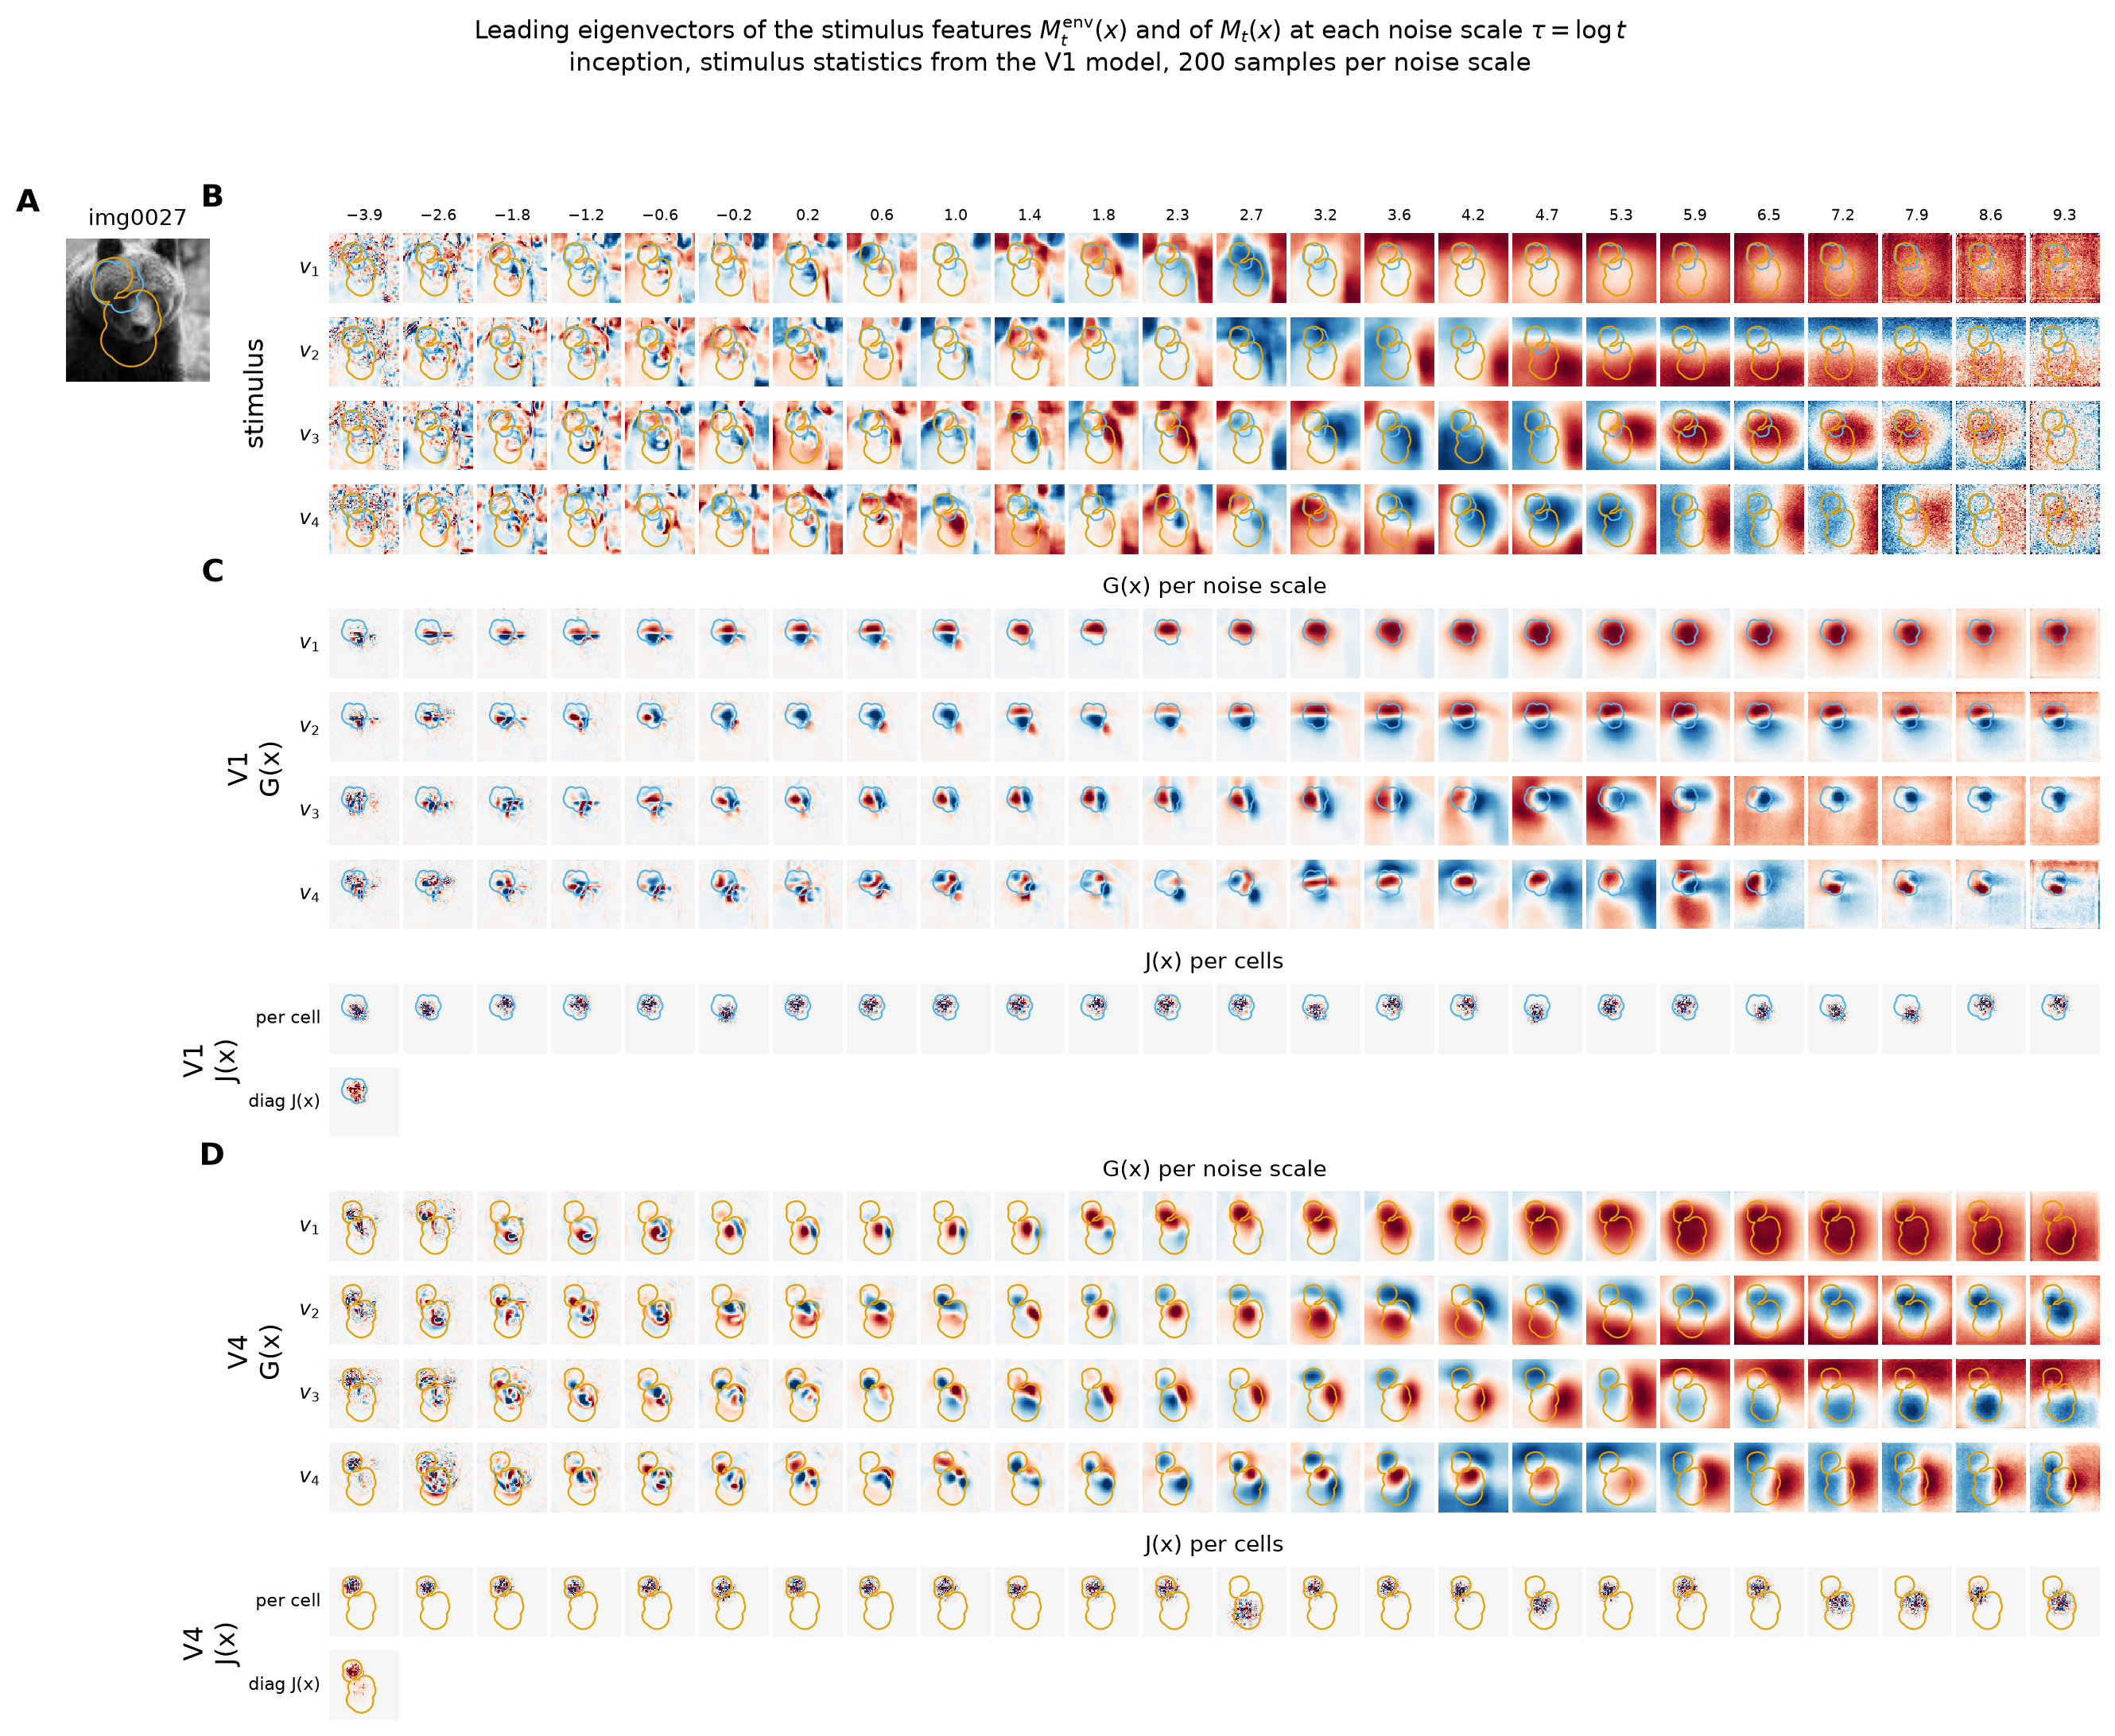 Leading eigenvectors of the stimulus features $M_t^{\mathrm{env}}(x)$ and of $M_t(x)$ at each noise scale $\tau = \log t$
inception, stimulus statistics from the V1 model, 200 samples per noise scale
A
img0027
B
−3.9 −2.6 −1.8 −1.2 −0.6 −0.2 0.2 0.6 1.0 1.4 1.8 2.3 2.7 3.2 3.6 4.2 4.7 5.3 5.9 6.5 7.2 7.9 8.6 9.3
stimulus
v₁
v₂
v₃
v₄
C
G(x) per noise scale
V1
G(x)
v₁
v₂
v₃
v₄
J(x) per cells
V1
J(x)
per cell
diag J(x)
D
G(x) per noise scale
V4
G(x)
v₁
v₂
v₃
v₄
J(x) per cells
V4
J(x)
per cell
diag J(x)